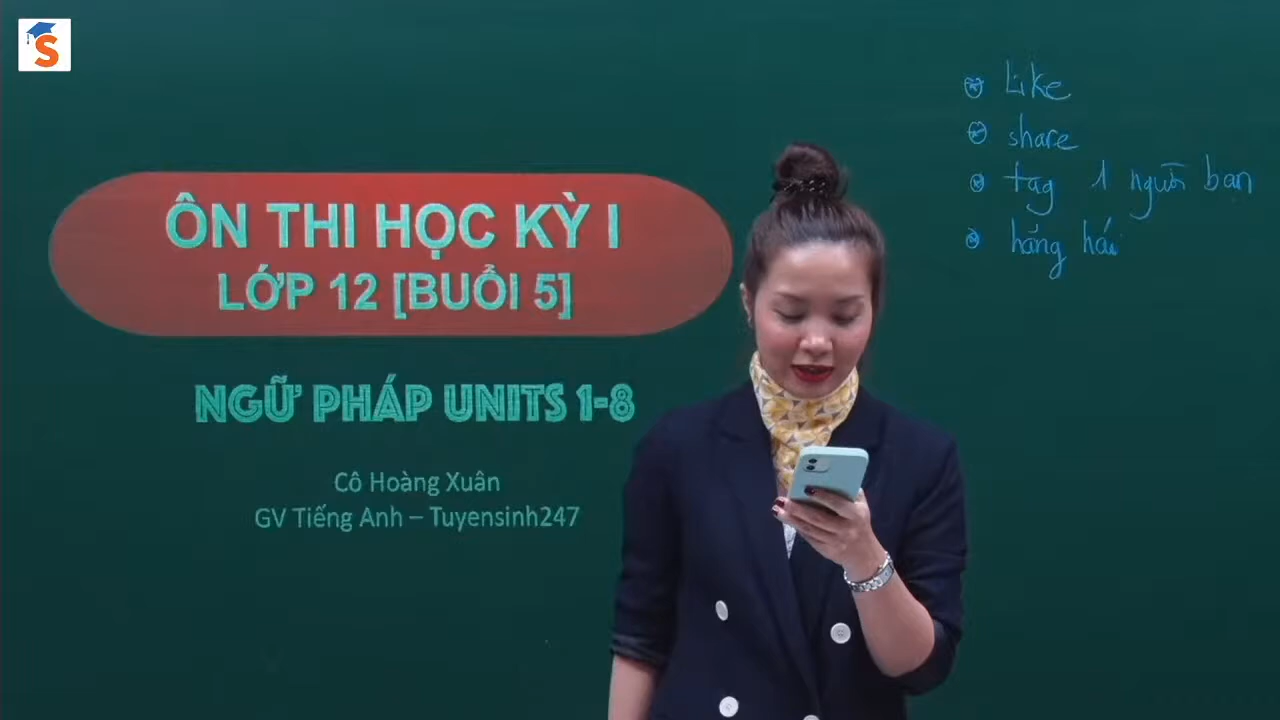 S
ÔN THI HỌC KỲ I
LỚP 12 [BUỔI 5]
NGỮ PHÁP UNITS 1-8
Cô Hoàng Xuân
GV Tiếng Anh – Tuyensinh247
Like
share
tag 1 người bạn
hăng hái